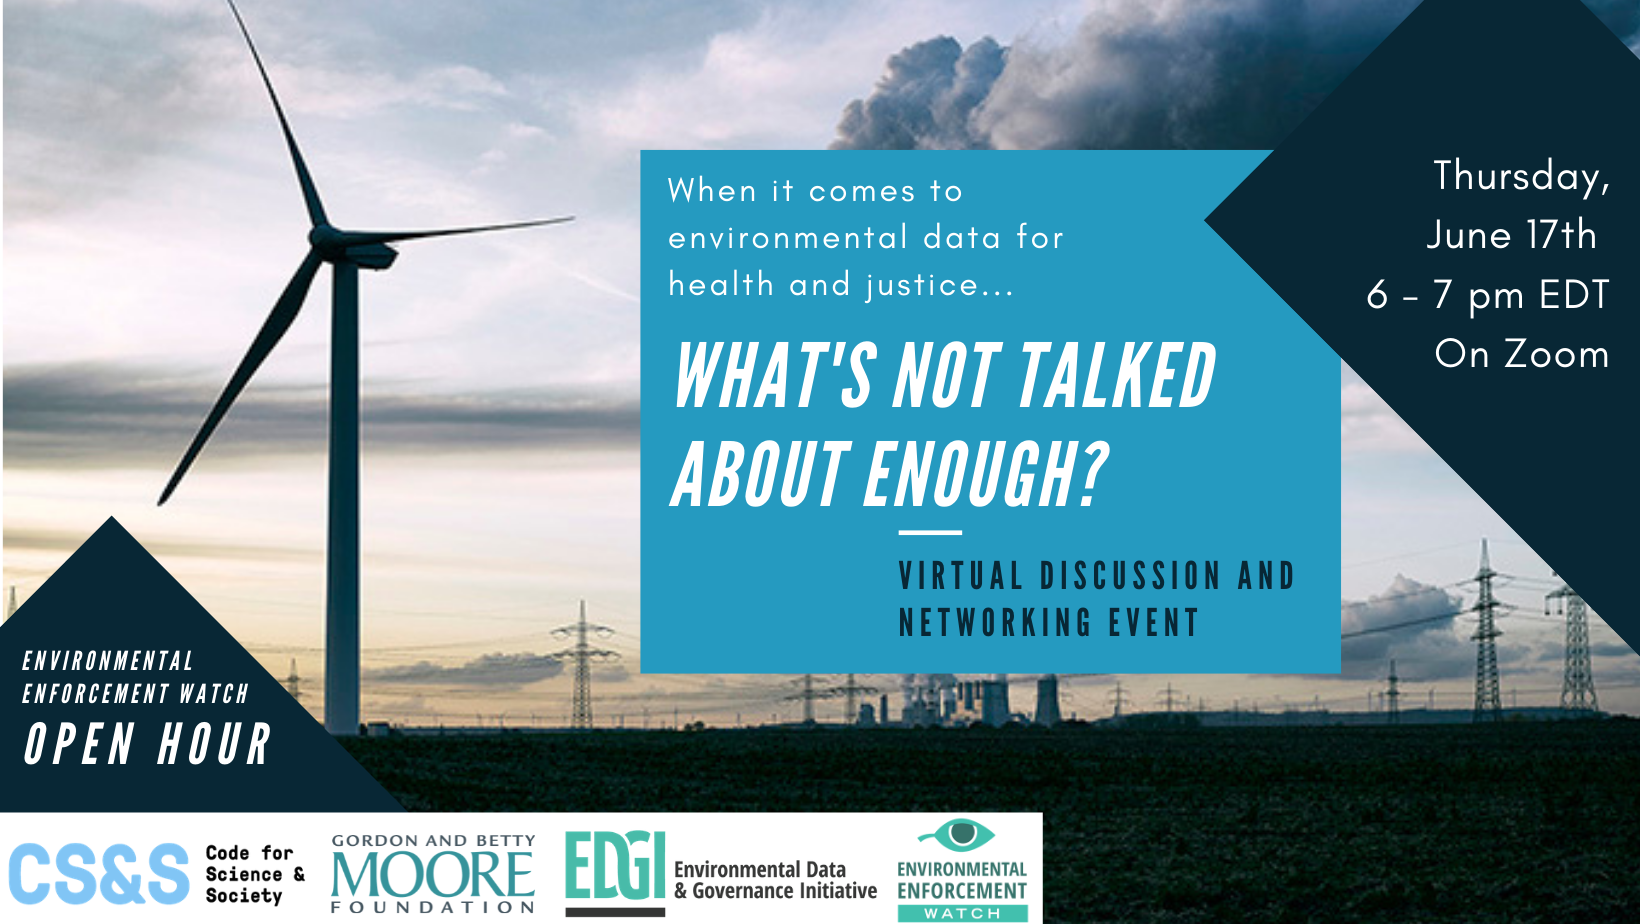 When it comes to
environmental data for
health and justice...
WHAT'S NOT TALKED
ABOUT ENOUGH?
VIRTUAL DISCUSSION AND
NETWORKING EVENT
Thursday,
June 17th
6 - 7 pm EDT
On Zoom
ENVIRONMENTAL
ENFORCEMENT WATCH
OPEN HOUR
CS&S
Code for
Science &
Society
GORDON AND BETTY
MOORE
FOUNDATION
EDGI
Environmental Data
& Governance Initiative
ENVIRONMENTAL
ENFORCEMENT
WATCH